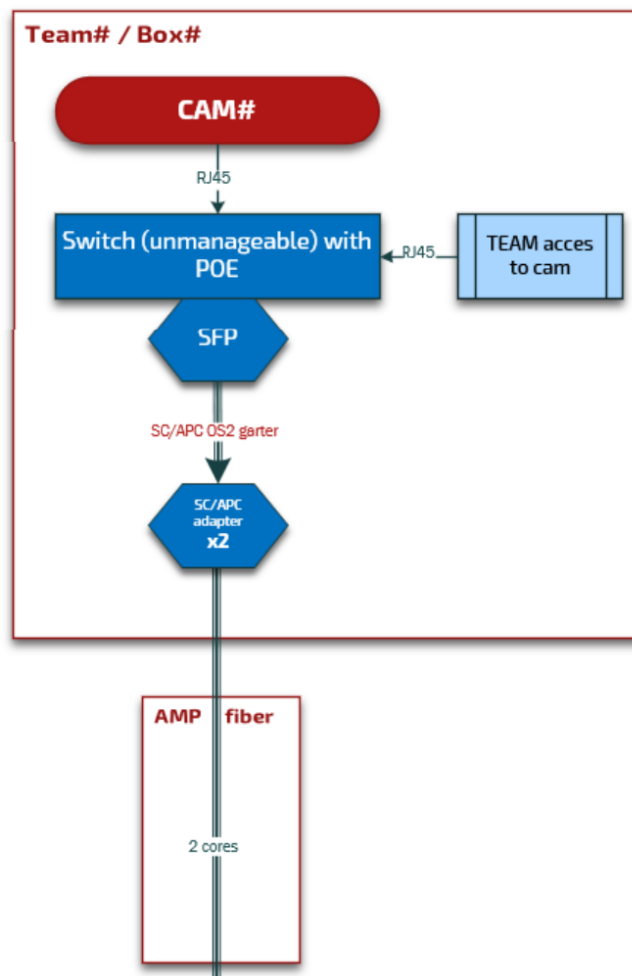 Team# / Box#
CAM#
RJ45
Switch (unmanageable) with
POE
RJ45
TEAM acces
to cam
SFP
SC/APC OS2 garter
SC/APC
adapter
x2
AMP fiber
2 cores